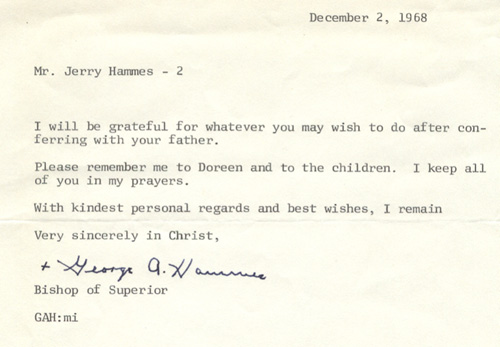 December 2, 1968
Mr. Jerry Hammes - 2
I will be grateful for whatever you may wish to do after con-
ferring with your father.
Please remember me to Doreen and to the children. I keep all
of you in my prayers.
With kindest personal regards and best wishes, I remain
Very sincerely in Christ,
+ George A. Hammes
Bishop of Superior
GAH:mi